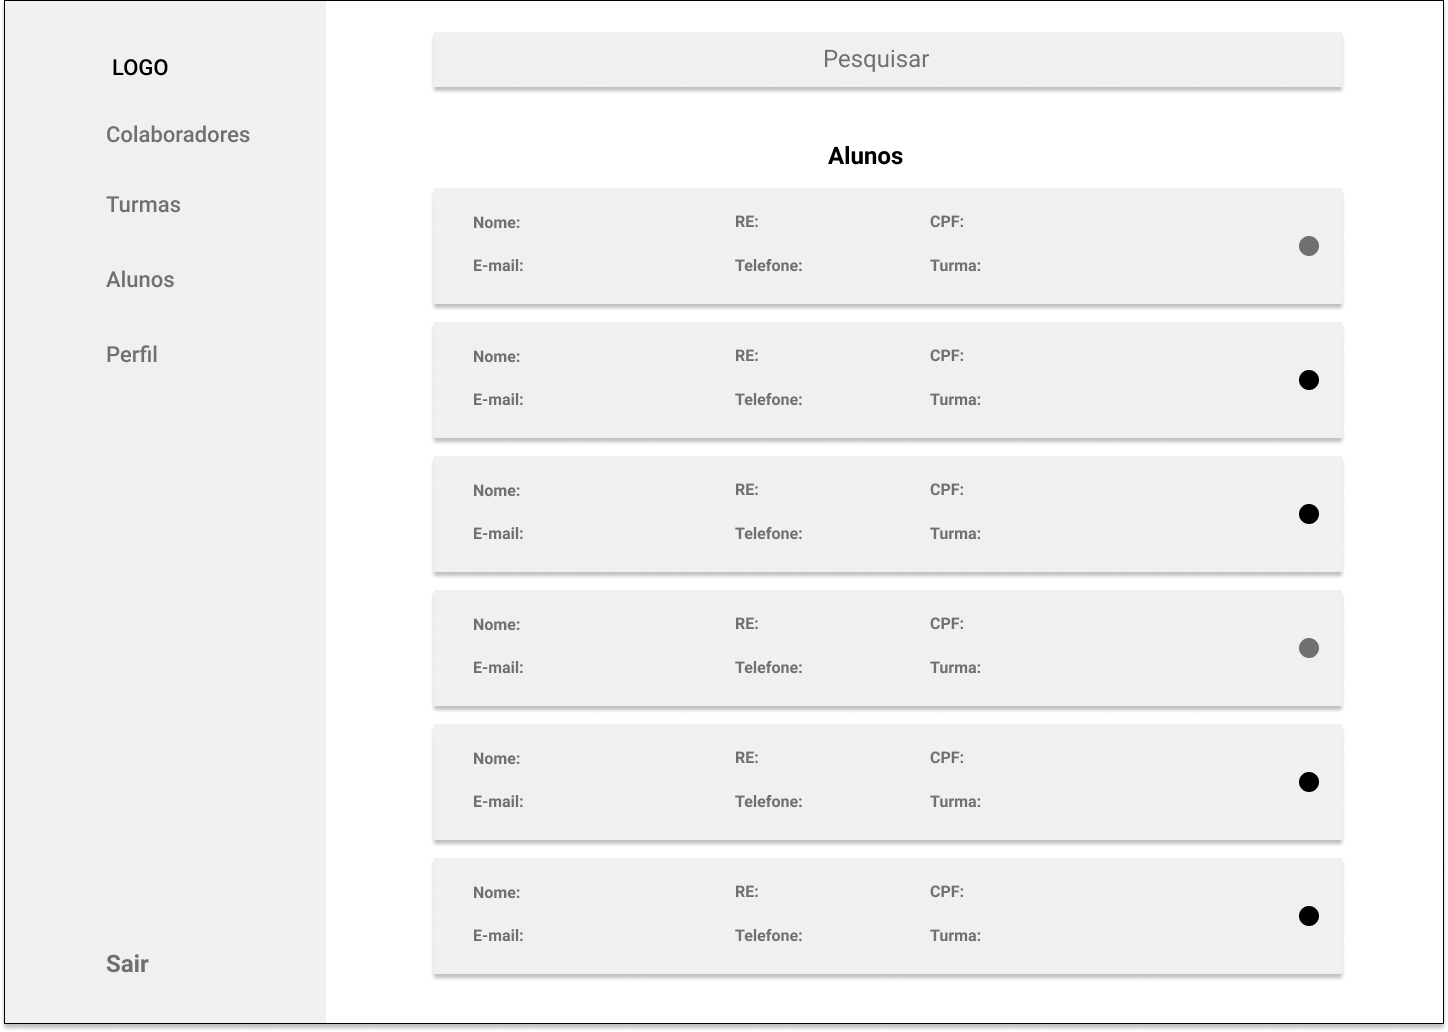 LOGO
Colaboradores
Turmas
Alunos
Perfil
Sair
Pesquisar
Alunos
Nome: RE: CPF:
E-mail: Telefone: Turma:
Nome: RE: CPF:
E-mail: Telefone: Turma:
Nome: RE: CPF:
E-mail: Telefone: Turma:
Nome: RE: CPF:
E-mail: Telefone: Turma:
Nome: RE: CPF:
E-mail: Telefone: Turma:
Nome: RE: CPF:
E-mail: Telefone: Turma: